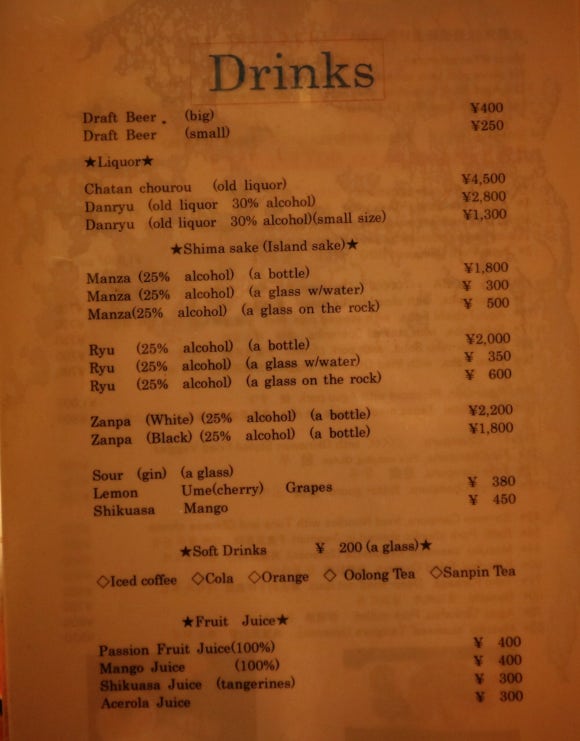 Drinks
Draft Beer. (big) ¥400
Draft Beer (small) ¥250
★Liquor★
Chatan chourou (old liquor) ¥4,500
Danryu (old liquor 30% alcohol) ¥2,800
Danryu (old liquor 30% alcohol)(small size) ¥1,300
★Shima sake (Island sake)★
Manza (25% alcohol) (a bottle) ¥1,800
Manza (25% alcohol) (a glass w/water) ¥ 300
Manza(25% alcohol) (a glass on the rock) ¥ 500
Ryu (25% alcohol) (a bottle) ¥2,000
Ryu (25% alcohol) (a glass w/water) ¥ 350
Ryu (25% alcohol) (a glass on the rock) ¥ 600
Zanpa (White) (25% alcohol) (a bottle) ¥2,200
Zanpa (Black) (25% alcohol) (a bottle) ¥1,800
Sour (gin) (a glass)
Lemon Ume(cherry) Grapes ¥ 380
Shikuasa Mango ¥ 450
★Soft Drinks ¥ 200 (a glass)★
◇Iced coffee ◇Cola ◇Orange ◇ Oolong Tea ◇Sanpin Tea
★Fruit Juice★
Passion Fruit Juice(100%) ¥ 400
Mango Juice (100%) ¥ 400
Shikuasa Juice (tangerines) ¥ 300
Acerola Juice ¥ 300